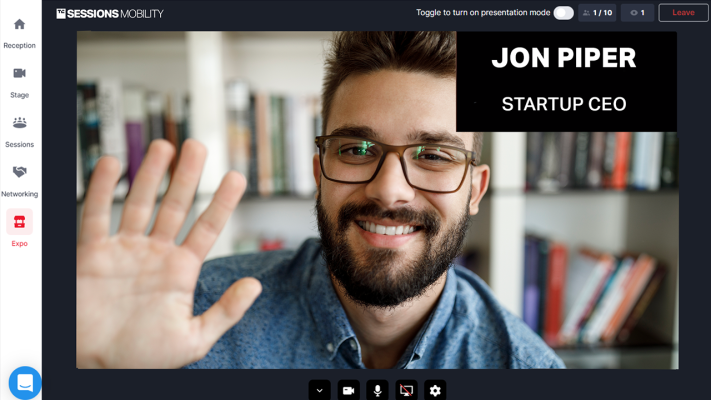 TC SESSIONS MOBILITY
Toggle to turn on presentation mode
1 / 10
1
Leave
Reception
Stage
Sessions
Networking
Expo
JON PIPER
STARTUP CEO